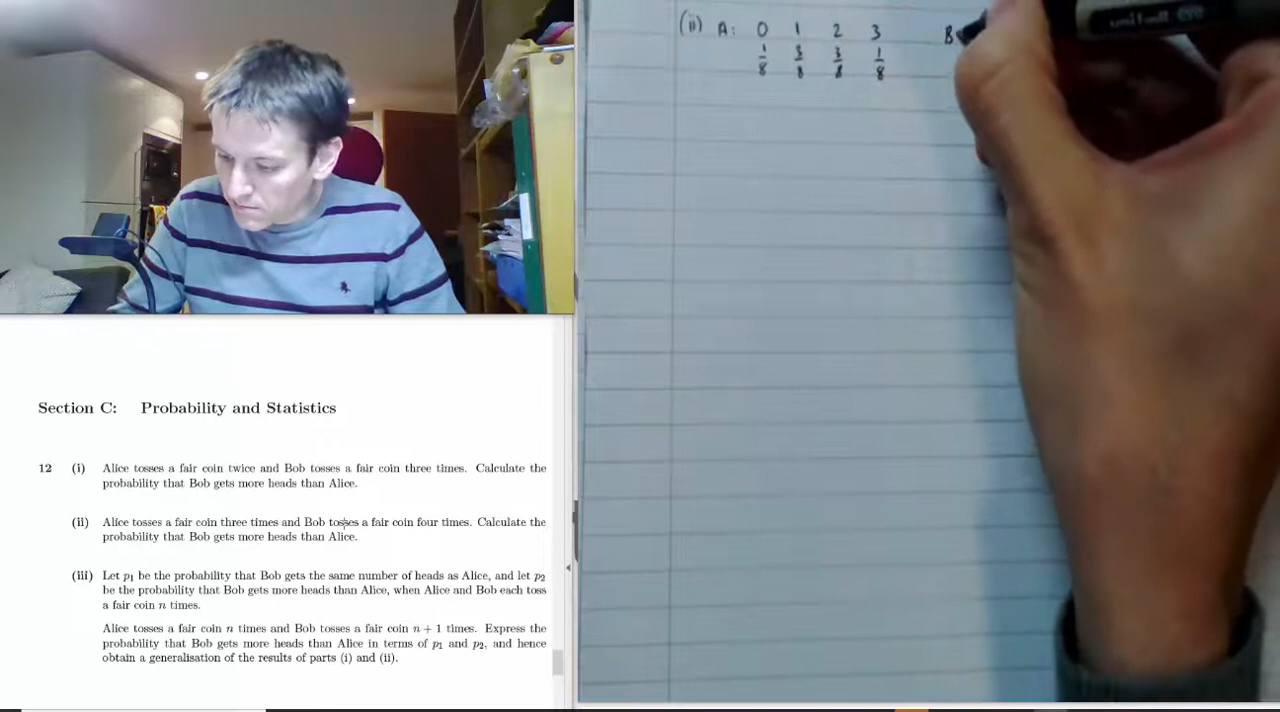 (ii) A: 0 1 2 3 B
1/8 3/8 3/8 1/8
uni-ball eye
Section C: Probability and Statistics
12 (i) Alice tosses a fair coin twice and Bob tosses a fair coin three times. Calculate the
probability that Bob gets more heads than Alice.
(ii) Alice tosses a fair coin three times and Bob tosses a fair coin four times. Calculate the
probability that Bob gets more heads than Alice.
(iii) Let p₁ be the probability that Bob gets the same number of heads as Alice, and let p₂
be the probability that Bob gets more heads than Alice, when Alice and Bob each toss
a fair coin n times.
Alice tosses a fair coin n times and Bob tosses a fair coin n + 1 times. Express the
probability that Bob gets more heads than Alice in terms of p₁ and p₂, and hence
obtain a generalisation of the results of parts (i) and (ii).